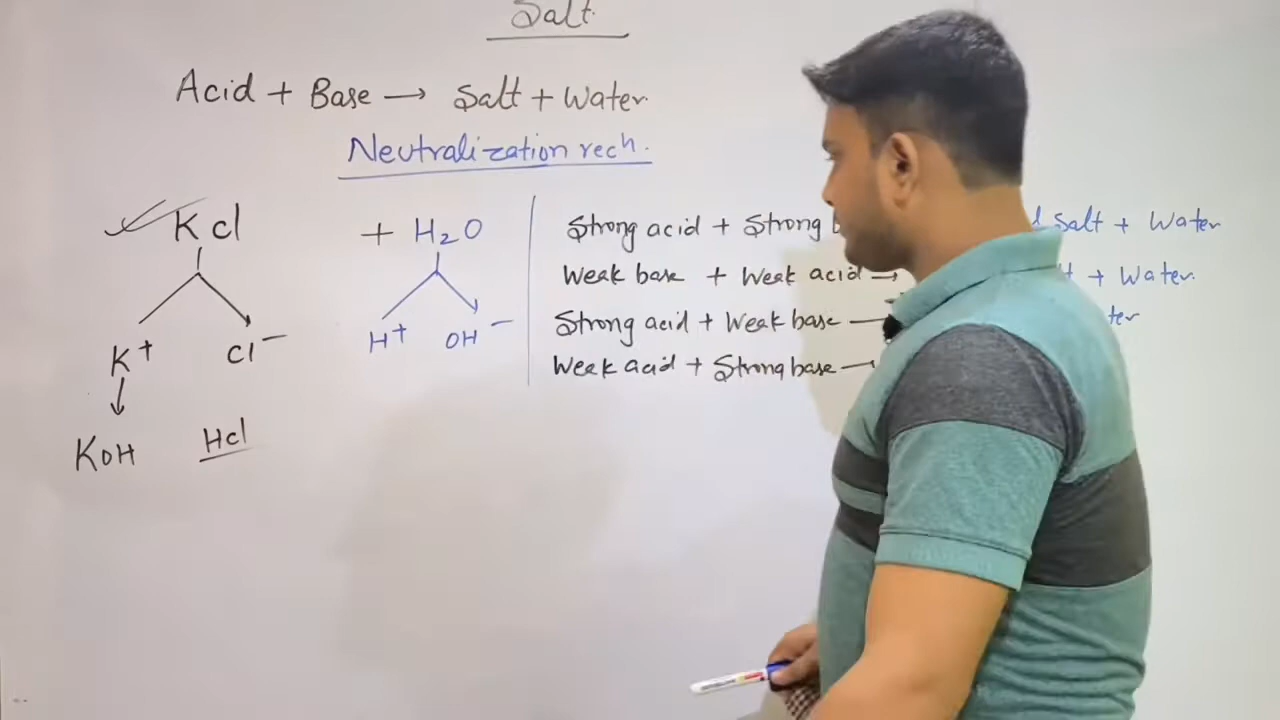 Salt.
Acid + Base → Salt + Water.
Neutralization rech.
K cl + H2O
K+ cl− H+ OH−
KOH Hcl
Strong acid + Strong Salt + Water
Weak base + Weak acid → + Water.
Strong acid + Weak base →
Weak acid + Strong base →